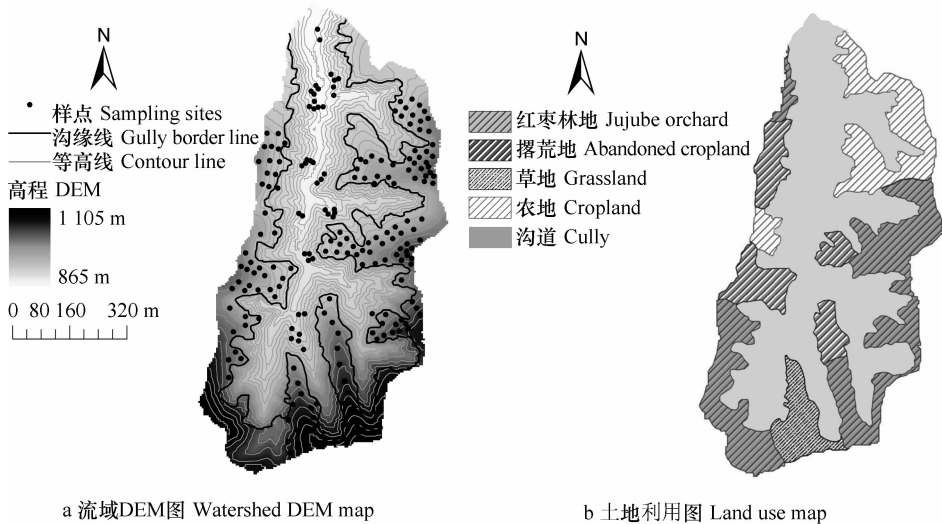 N
样点 Sampling sites
沟缘线 Gully border line
等高线 Contour line
高程 DEM
1 105 m
865 m
0 80 160 320 m
a 流域DEM图 Watershed DEM map
N
红枣林地 Jujube orchard
撂荒地 Abandoned cropland
草地 Grassland
农地 Cropland
沟道 Cully
b 土地利用图 Land use map